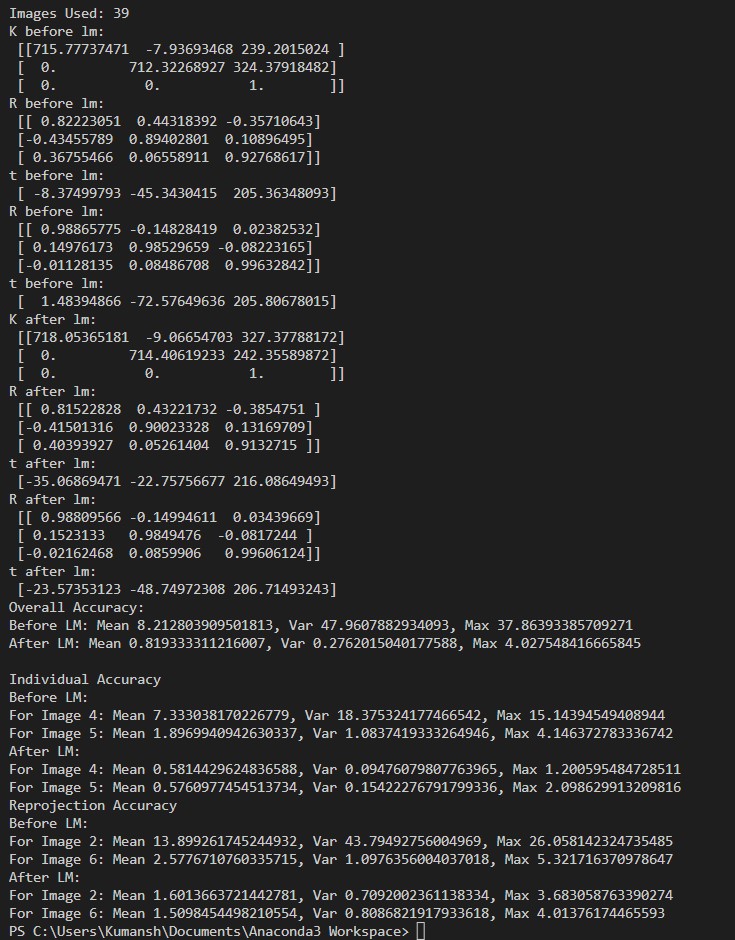 Images Used: 39
K before lm:
[[715.77737471  -7.93693468 239.2015024 ]
[  0.         712.32268927 324.37918482]
[  0.           0.           1.        ]]
R before lm:
[[ 0.82223051  0.44318392 -0.35710643]
[-0.43455789  0.89402801  0.10896495]
[ 0.36755466  0.06558911  0.92768617]]
t before lm:
[ -8.37499793 -45.3430415  205.36348093]
R before lm:
[[ 0.98865775 -0.14828419  0.02382532]
[ 0.14976173  0.98529659 -0.08223165]
[-0.01128135  0.08486708  0.99632842]]
t before lm:
[  1.48394866 -72.57649636 205.80678015]
K after lm:
[[718.05365181  -9.06654703 327.37788172]
[  0.         714.40619233 242.35589872]
[  0.           0.           1.        ]]
R after lm:
[[ 0.81522828  0.43221732 -0.3854751 ]
[-0.41501316  0.90023328  0.13169709]
[ 0.40393927  0.05261404  0.9132715 ]]
t after lm:
[-35.06869471 -22.75756677 216.08649493]
R after lm:
[[ 0.98809566 -0.14994611  0.03439669]
[ 0.1523133   0.9849476  -0.0817244 ]
[-0.02162468  0.0859906   0.99606124]]
t after lm:
[-23.57353123 -48.74972308 206.71493243]
Overall Accuracy:
Before LM: Mean 8.212803909501813, Var 47.9607882934093, Max 37.86393385709271
After LM: Mean 0.819333311216007, Var 0.2762015040177588, Max 4.027548416665845
Individual Accuracy
Before LM:
For Image 4: Mean 7.333038170226779, Var 18.375324177466542, Max 15.14394549408944
For Image 5: Mean 1.8969940942630337, Var 1.0837419333264946, Max 4.146372783336742
After LM:
For Image 4: Mean 0.5814429624836588, Var 0.09476079807763965, Max 1.200595484728511
For Image 5: Mean 0.5760977454513734, Var 0.15422276791799336, Max 2.098629913209816
Reprojection Accuracy
Before LM:
For Image 2: Mean 13.899261745244932, Var 43.79492756004969, Max 26.058142324735485
For Image 6: Mean 2.5776710760335715, Var 1.0976356004037018, Max 5.321716370978647
After LM:
For Image 2: Mean 1.6013663721442781, Var 0.7092002361138334, Max 3.683058763390274
For Image 6: Mean 1.5098454498210554, Var 0.8086821917933618, Max 4.01376174465593
PS C:\Users\Kumansh\Documents\Anaconda3 Workspace>